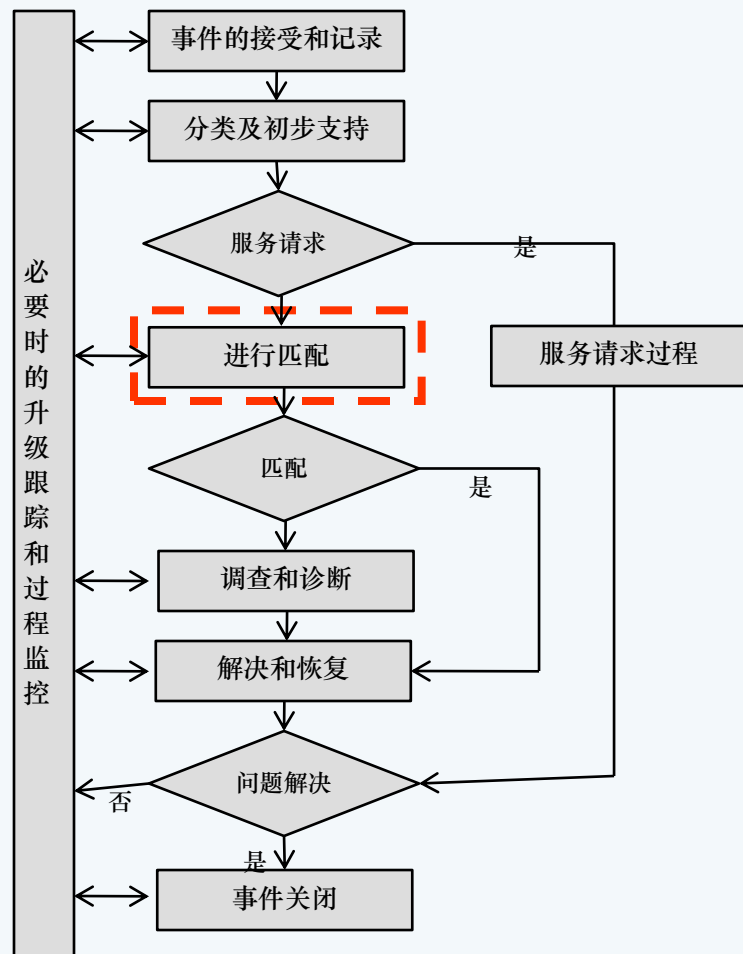 事件的接受和记录
分类及初步支持
服务请求
是
进行匹配
服务请求过程
匹配
是
调查和诊断
解决和恢复
问题解决
否
是
事件关闭
必要时的升级跟踪和过程监控